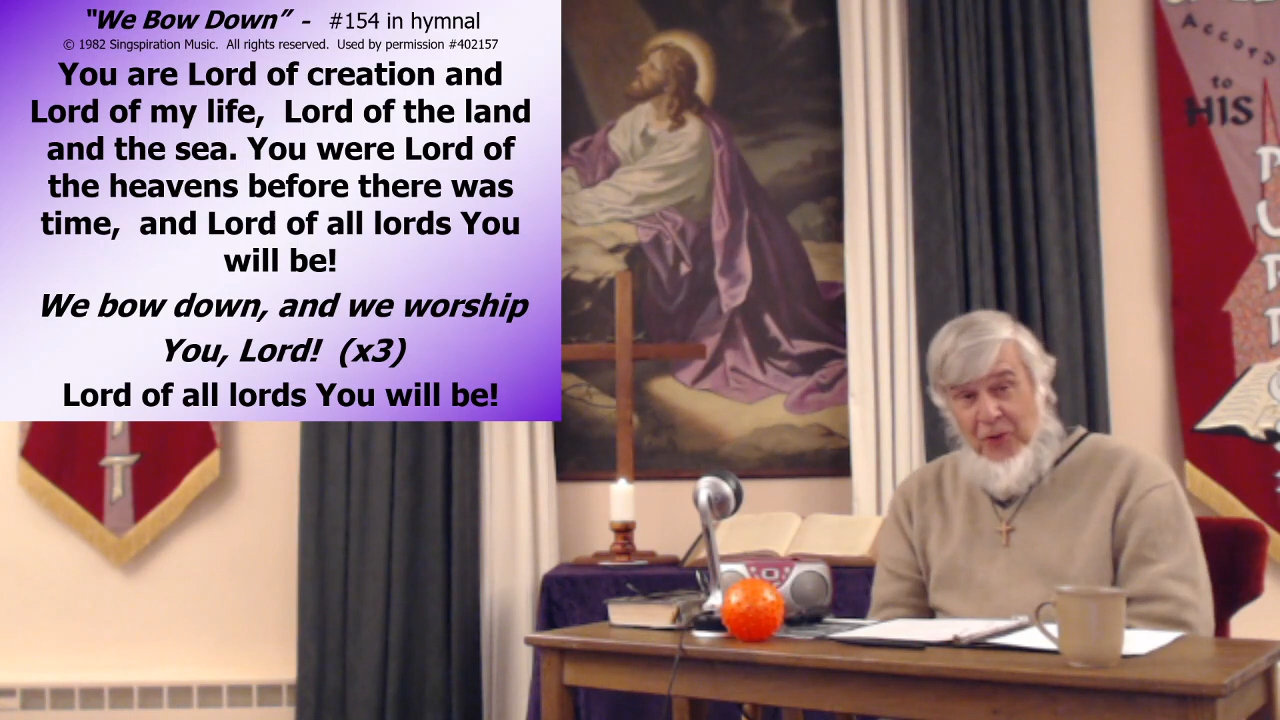 “We Bow Down” - #154 in hymnal
© 1982 Singspiration Music. All rights reserved. Used by permission #402157
You are Lord of creation and
Lord of my life, Lord of the land
and the sea. You were Lord of
the heavens before there was
time, and Lord of all lords You
will be!
We bow down, and we worship
You, Lord! (x3)
Lord of all lords You will be!
to
HIS